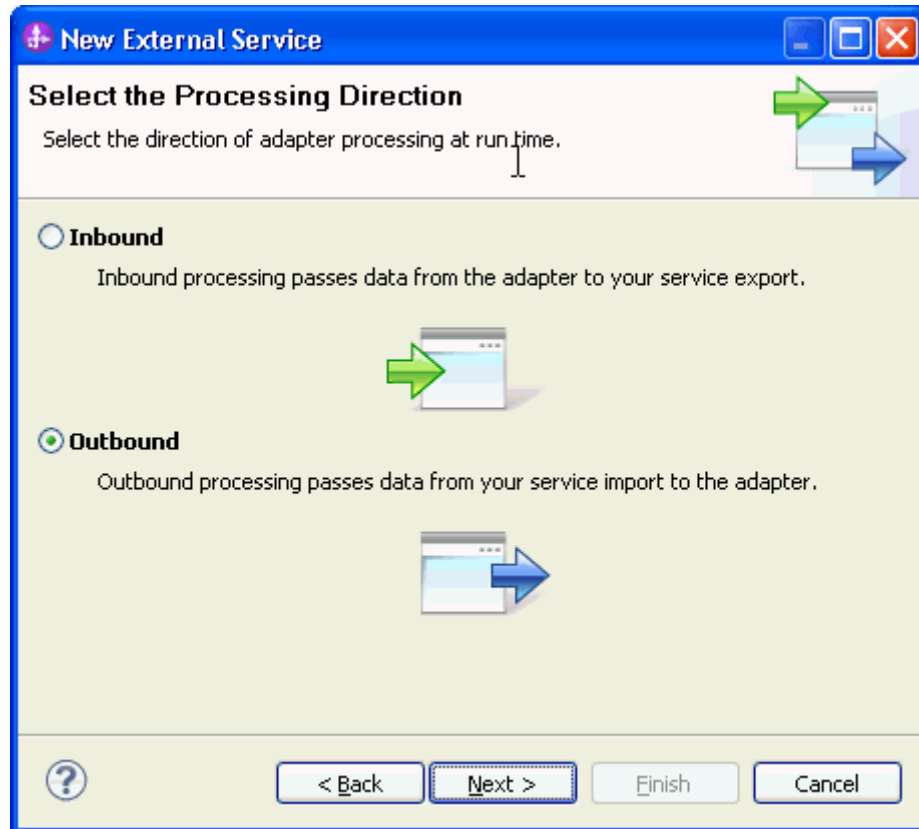 New External Service
Select the Processing Direction
Select the direction of adapter processing at run time.
Inbound
Inbound processing passes data from the adapter to your service export.
Outbound
Outbound processing passes data from your service import to the adapter.
?
< Back
Next >
Finish
Cancel